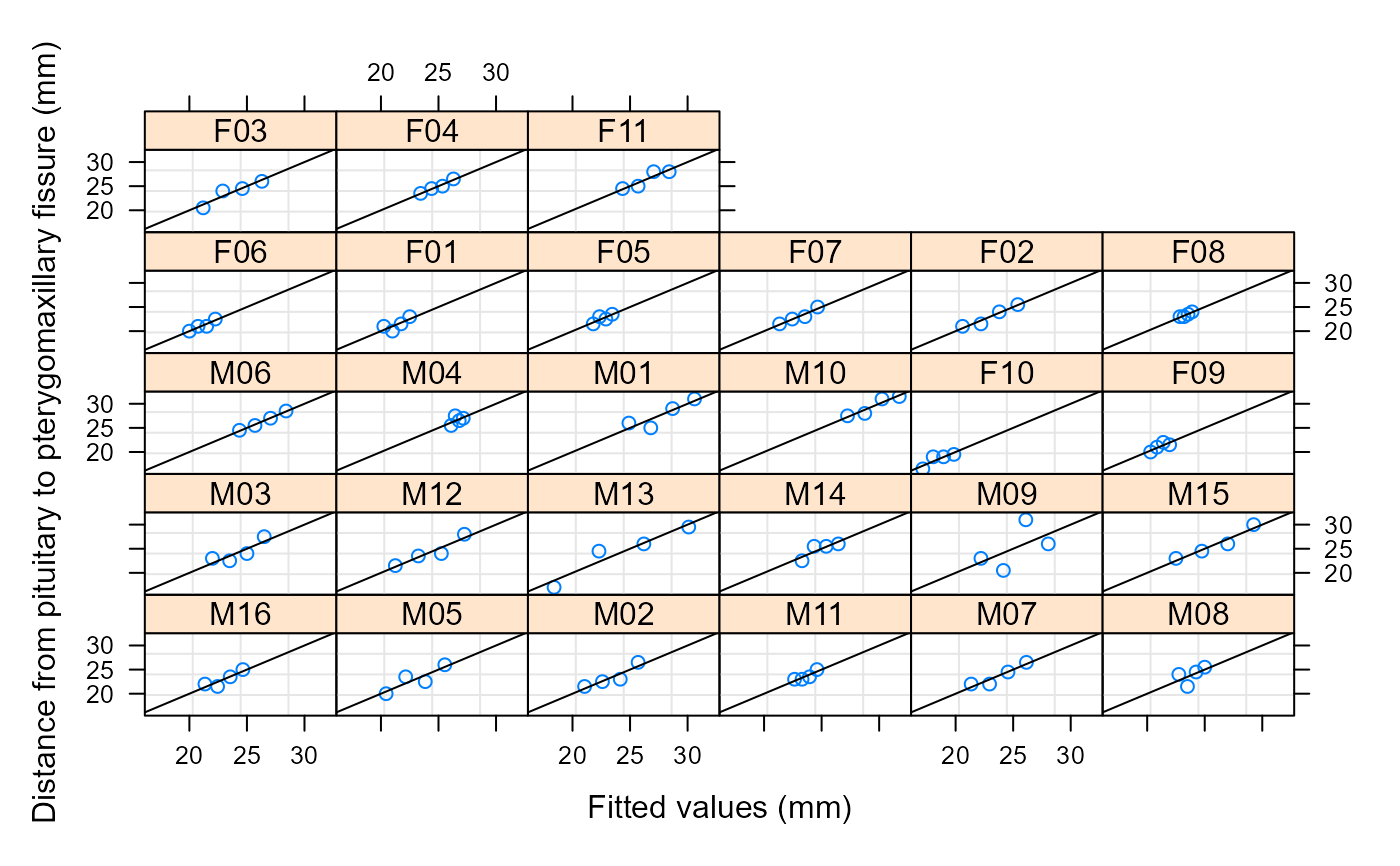 Distance from pituitary to pterygomaxillary fissure (mm)
20 25 30
F03 F04 F11
30
25
20
F06 F01 F05 F07 F02 F08
30
25
20
M06 M04 M01 M10 F10 F09
30
25
20
M03 M12 M13 M14 M09 M15
30
25
20
M16 M05 M02 M11 M07 M08
30
25
20
20 25 30 20 25 30 20 25 30
Fitted values (mm)